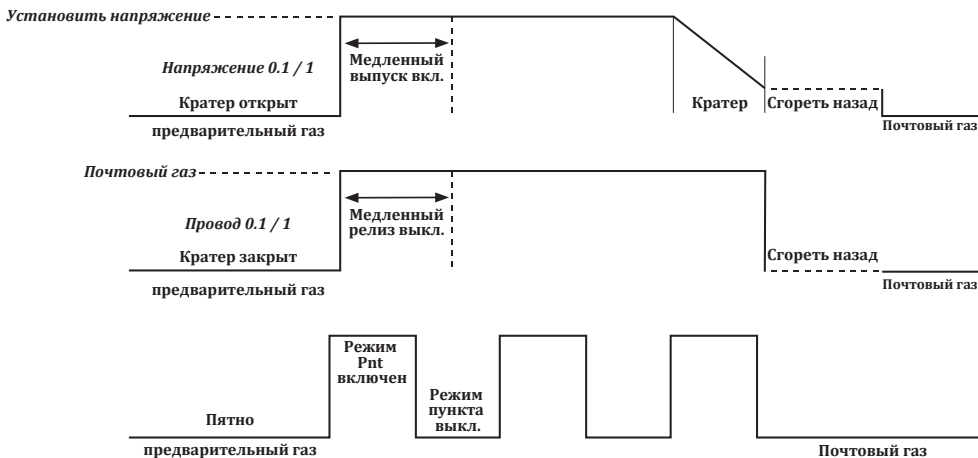 Установить напряжение
Напряжение 0.1 / 1
Медленный
выпуск вкл.
Кратер открыт
Кратер
Сгореть назад
предварительный газ
Почтовый газ
Почтовый газ
Провод 0.1 / 1
Медленный
релиз выкл.
Кратер закрыт
Сгореть назад
предварительный газ
Почтовый газ
Режим
Pnt
включен
Режим
пункта
выкл.
Пятно
предварительный газ
Почтовый газ